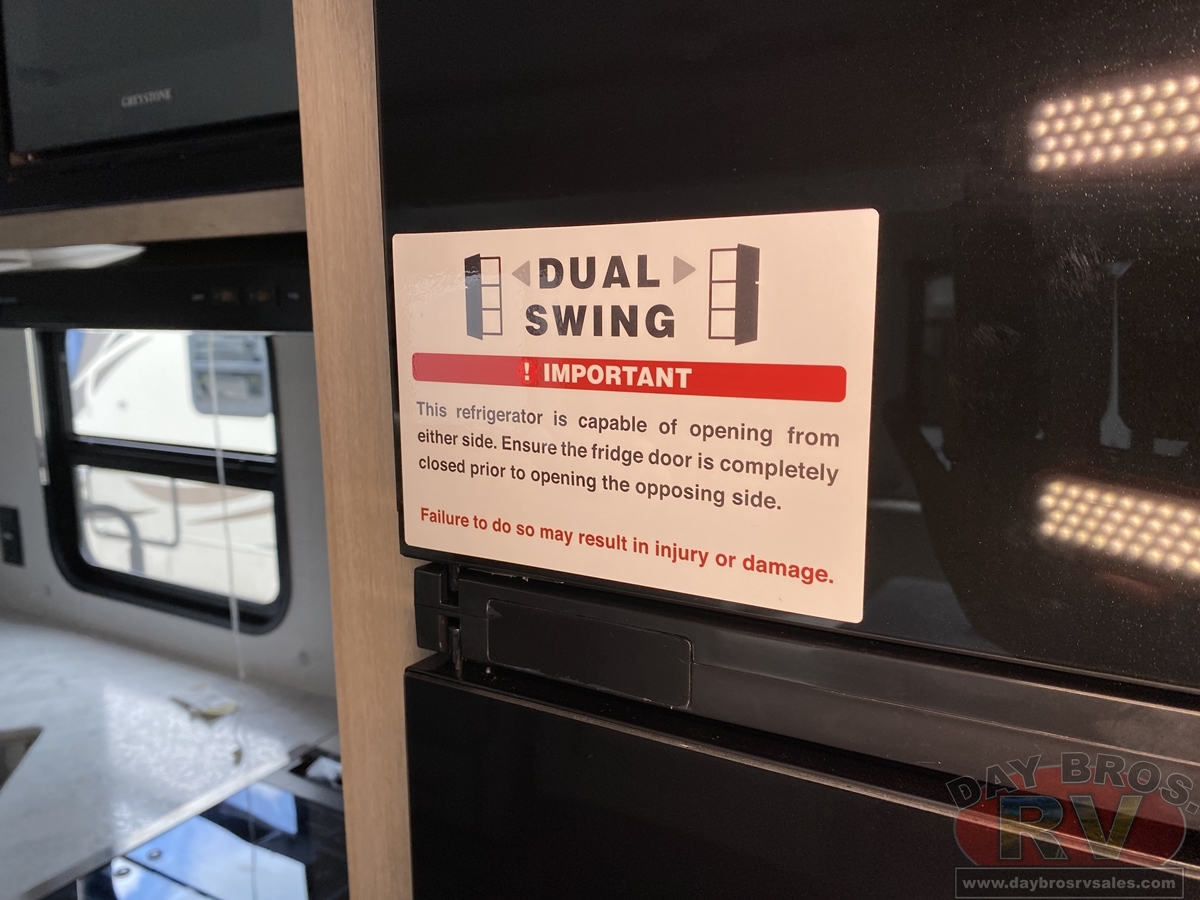 GREYSTONE
DUAL
SWING
! IMPORTANT
This refrigerator is capable of opening from
either side. Ensure the fridge door is completely
closed prior to opening the opposing side.
Failure to do so may result in injury or damage.
DAY BROS.
RV
www.daybrosrvsales.com